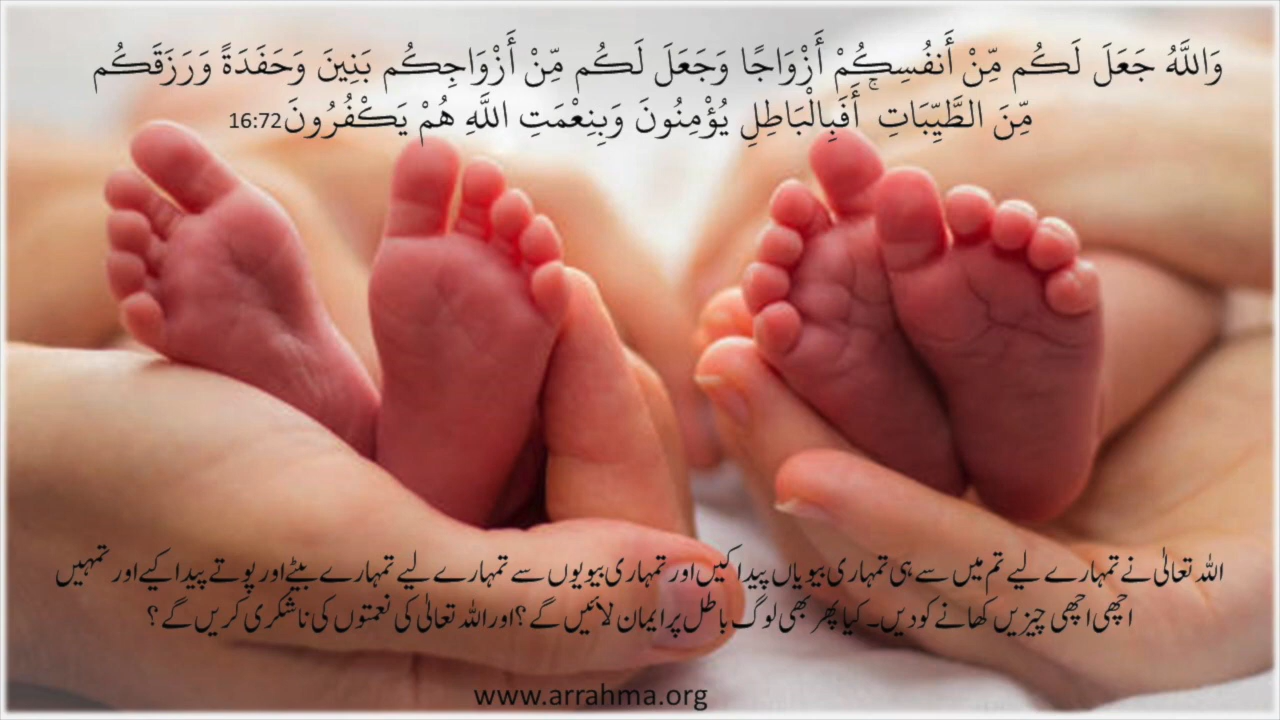 وَاللَّهُ جَعَلَ لَكُم مِّنْ أَنفُسِكُمْ أَزْوَاجًا وَجَعَلَ لَكُم مِّنْ أَزْوَاجِكُم بَنِينَ وَحَفَدَةً وَرَزَقَكُم
مِّنَ الطَّيِّبَاتِ ۚ أَفَبِالْبَاطِلِ يُؤْمِنُونَ وَبِنِعْمَتِ اللَّهِ هُمْ يَكْفُرُونَ16:72
اللہ تعالیٰ نے تمہارے لیے تم میں سے ہی تمہاری بیویاں پیدا کیں اور تمہاری بیویوں سے تمہارے لیے تمہارے بیٹے اور پوتے پیدا کیے اور تمہیں
اچھی اچھی چیزیں کھانے کو دیں۔ کیا پھر بھی لوگ باطل پر ایمان لائیں گے ؟ اور اللہ تعالیٰ کی نعمتوں کی ناشکری کریں گے ؟
www.arrahma.org